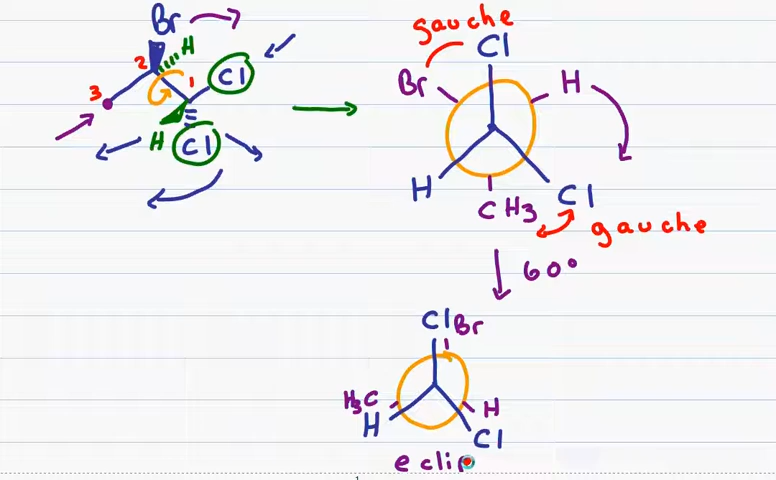 Br
H
2
1
Cl
3
H
Cl
gauche
Cl
Br
H
H
Cl
CH3
gauche
60°
Cl Br
H3C
H
H
Cl
eclip